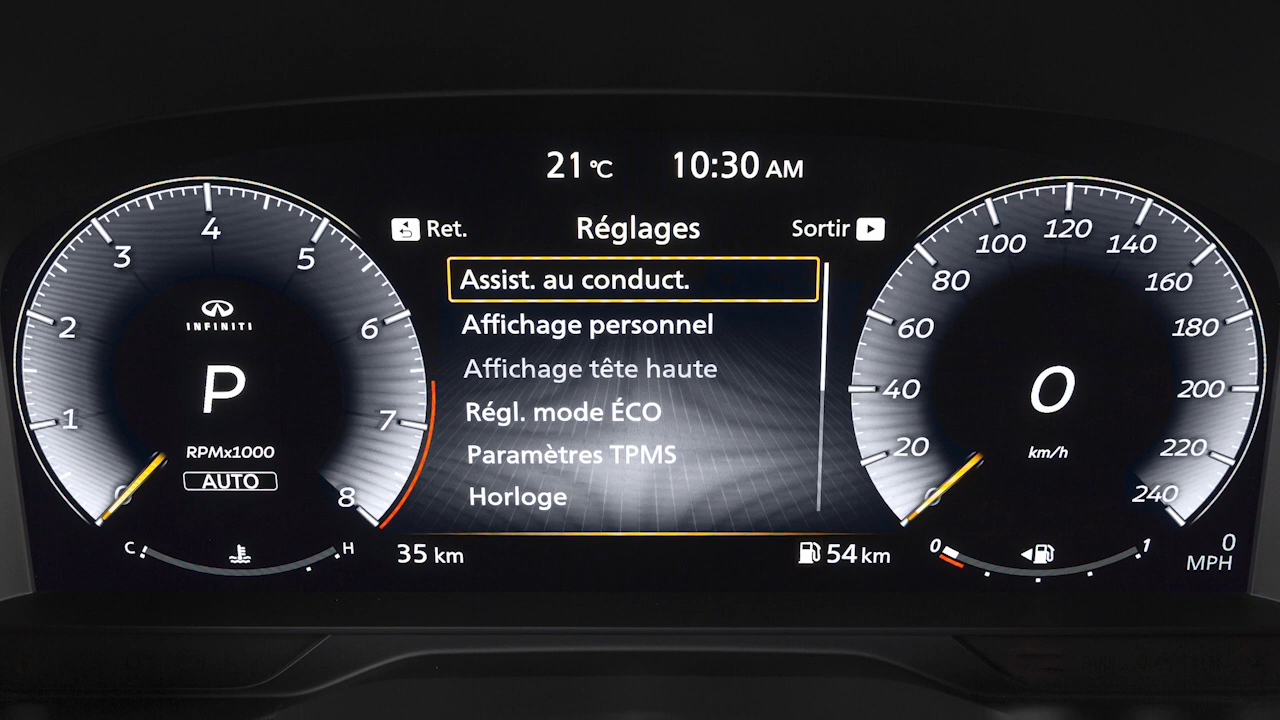 21 °C 10:30 AM
Ret. Réglages Sortir
Assist. au conduct.
Affichage personnel
Affichage tête haute
Régl. mode ÉCO
Paramètres TPMS
Horloge
35 km 54 km
0 1 2 3 4 5 6 7 8
INFINITI
P
RPMx1000
AUTO
C H
0 20 40 60 80 100 120 140 160 180 200 220 240
0
km/h
0 1
0
MPH